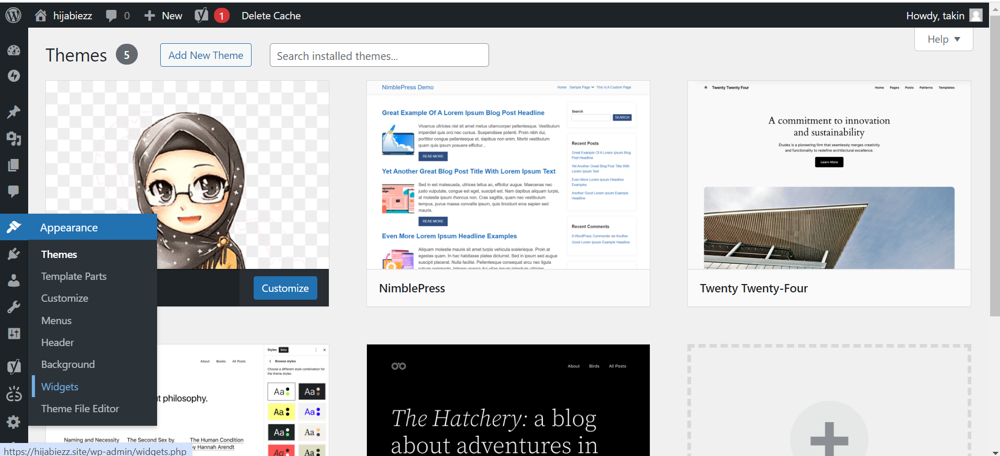 hijabiezz 0 New 1 Delete Cache Howdy, takin
Help
Themes 5 Add New Theme Search installed themes...
Appearance
Themes
Template Parts
Customize
Menus
Header
Background
Widgets
Theme File Editor
Customize
NimblePress Demo
Home Sample Page This Is A Custom Page
Great Example Of A Lorem Ipsum Blog Post Headline
Vivamus ultricies nisl sit amet metus ullamcorper pellentesque. Vestibulum
imperdiet quis orci nec cursus. Suspendisse potenti. Proin nibh dui,
porttitor congue pellentesque et, dapibus non enim. Morbi vestibulum
quam quis ipsum posuere efficitur...
READ MORE
Yet Another Great Blog Post Title With Lorem Ipsum Text
Sed in est malesuada, ultrices tellus ac, efficitur augue. Maecenas nec
justo vulputate, congue est eget, suscipit est. Nam dapibus aliquam turpis,
at molestie ipsum rhoncus non. Cras sagittis, quam nec vestibulum
tempus, purus massa convallis ipsum, quis tincidunt eros sapien sed
mauris.
READ MORE
Even More Lorem Ipsum Headline Examples
Aliquam molestie mauris sit amet turpis vehicula scelerisque. Proin at
egestas quam. In hac habitasse platea dictumst. Sed in ipsum sed augue
suscipit placerat. Nulla facilisi. Pellentesque consequat arcu nec ligula
Search
SEARCH
Recent Posts
Great Example Of A Lorem Ipsum Blog
Post Headline
Yet Another Great Blog Post Title With
Lorem Ipsum Text
Even More Lorem Ipsum Headline
Examples
Another Good Lorem Ipsum Example
Headline
Recent Comments
A WordPress Commenter on Another
Good Lorem Ipsum Example Headline
NimblePress
Twenty Twenty Four
Home Pages Posts Patterns Templates
A commitment to innovation
and sustainability
Études is a pioneering firm that seamlessly merges creativity
and functionality to redefine architectural excellence.
Learn More
Twenty Twenty-Four
About Books All Posts
t philosophy.
Naming and Necessity The Second Sex by The Human Condition
by Hannah Arendt
Styles Beta
Browse styles
Choose a different style combination for
the theme styles
Aa Aa
Aa Aa
Aa Aa
Aa Aa
About Birds All Posts
The Hatchery: a blog
about adventures in
https://hijabiezz.site/wp-admin/widgets.php